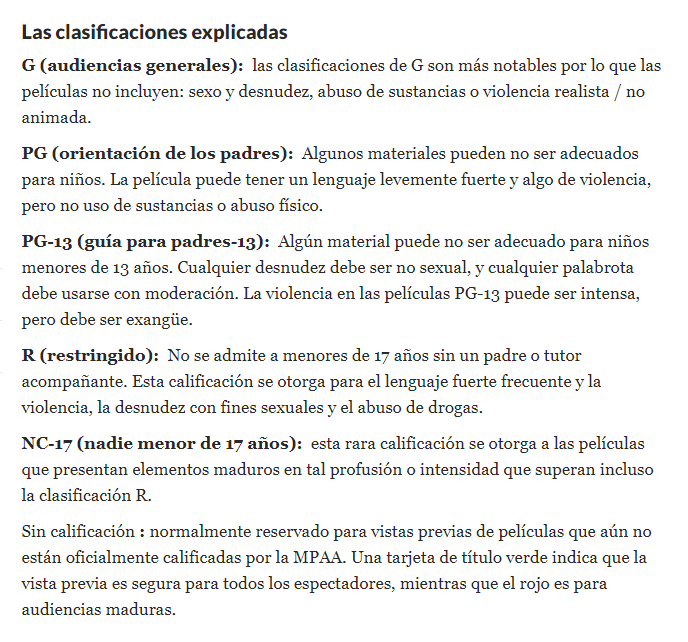 Las clasificaciones explicadas
G (audiencias generales): las clasificaciones de G son más notables por lo que las
películas no incluyen: sexo y desnudez, abuso de sustancias o violencia realista / no
animada.
PG (orientación de los padres): Algunos materiales pueden no ser adecuados
para niños. La película puede tener un lenguaje levemente fuerte y algo de violencia,
pero no uso de sustancias o abuso físico.
PG-13 (guía para padres-13): Algún material puede no ser adecuado para niños
menores de 13 años. Cualquier desnudez debe ser no sexual, y cualquier palabrota
debe usarse con moderación. La violencia en las películas PG-13 puede ser intensa,
pero debe ser exangüe.
R (restringido): No se admite a menores de 17 años sin un padre o tutor
acompañante. Esta calificación se otorga para el lenguaje fuerte frecuente y la
violencia, la desnudez con fines sexuales y el abuso de drogas.
NC-17 (nadie menor de 17 años): esta rara calificación se otorga a las películas
que presentan elementos maduros en tal profusión o intensidad que superan incluso
la clasificación R.
Sin calificación : normalmente reservado para vistas previas de películas que aún no
están oficialmente calificadas por la MPAA. Una tarjeta de título verde indica que la
vista previa es segura para todos los espectadores, mientras que el rojo es para
audiencias maduras.